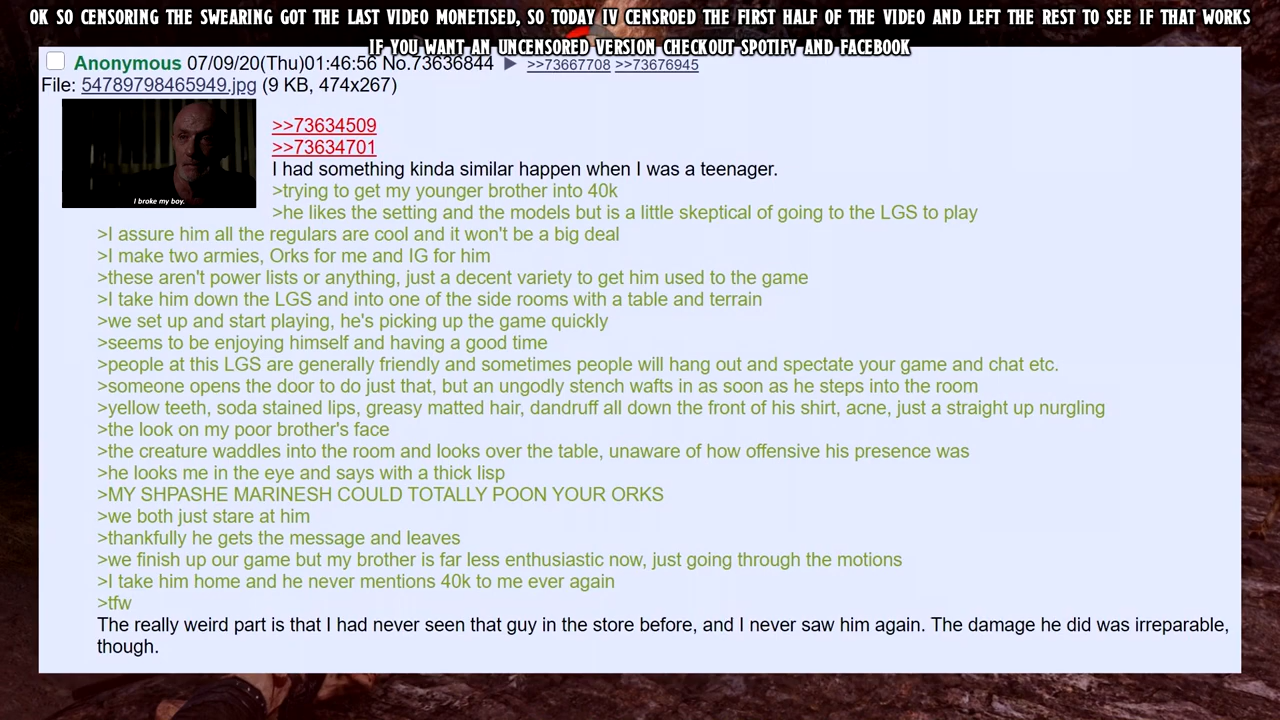 OK SO CENSORING THE SWEARING GOT THE LAST VIDEO MONETISED, SO TODAY IV CENSROED THE FIRST HALF OF THE VIDEO AND LEFT THE REST TO SEE IF THAT WORKS
IF YOU WANT AN UNCENSORED VERSION CHECKOUT SPOTIFY AND FACEBOOK
Anonymous 07/09/20(Thu)01:46:56 No.73636844 ▶ >>73667708 >>73676945
File: 54789798465949.jpg (9 KB, 474x267)
I broke my boy.
>>73634509
>>73634701
I had something kinda similar happen when I was a teenager.
>trying to get my younger brother into 40k
>he likes the setting and the models but is a little skeptical of going to the LGS to play
>I assure him all the regulars are cool and it won't be a big deal
>I make two armies, Orks for me and IG for him
>these aren't power lists or anything, just a decent variety to get him used to the game
>I take him down the LGS and into one of the side rooms with a table and terrain
>we set up and start playing, he's picking up the game quickly
>seems to be enjoying himself and having a good time
>people at this LGS are generally friendly and sometimes people will hang out and spectate your game and chat etc.
>someone opens the door to do just that, but an ungodly stench wafts in as soon as he steps into the room
>yellow teeth, soda stained lips, greasy matted hair, dandruff all down the front of his shirt, acne, just a straight up nurgling
>the look on my poor brother's face
>the creature waddles into the room and looks over the table, unaware of how offensive his presence was
>he looks me in the eye and says with a thick lisp
>MY SHPASHE MARINESH COULD TOTALLY POON YOUR ORKS
>we both just stare at him
>thankfully he gets the message and leaves
>we finish up our game but my brother is far less enthusiastic now, just going through the motions
>I take him home and he never mentions 40k to me ever again
>tfw
The really weird part is that I had never seen that guy in the store before, and I never saw him again. The damage he did was irreparable,
though.